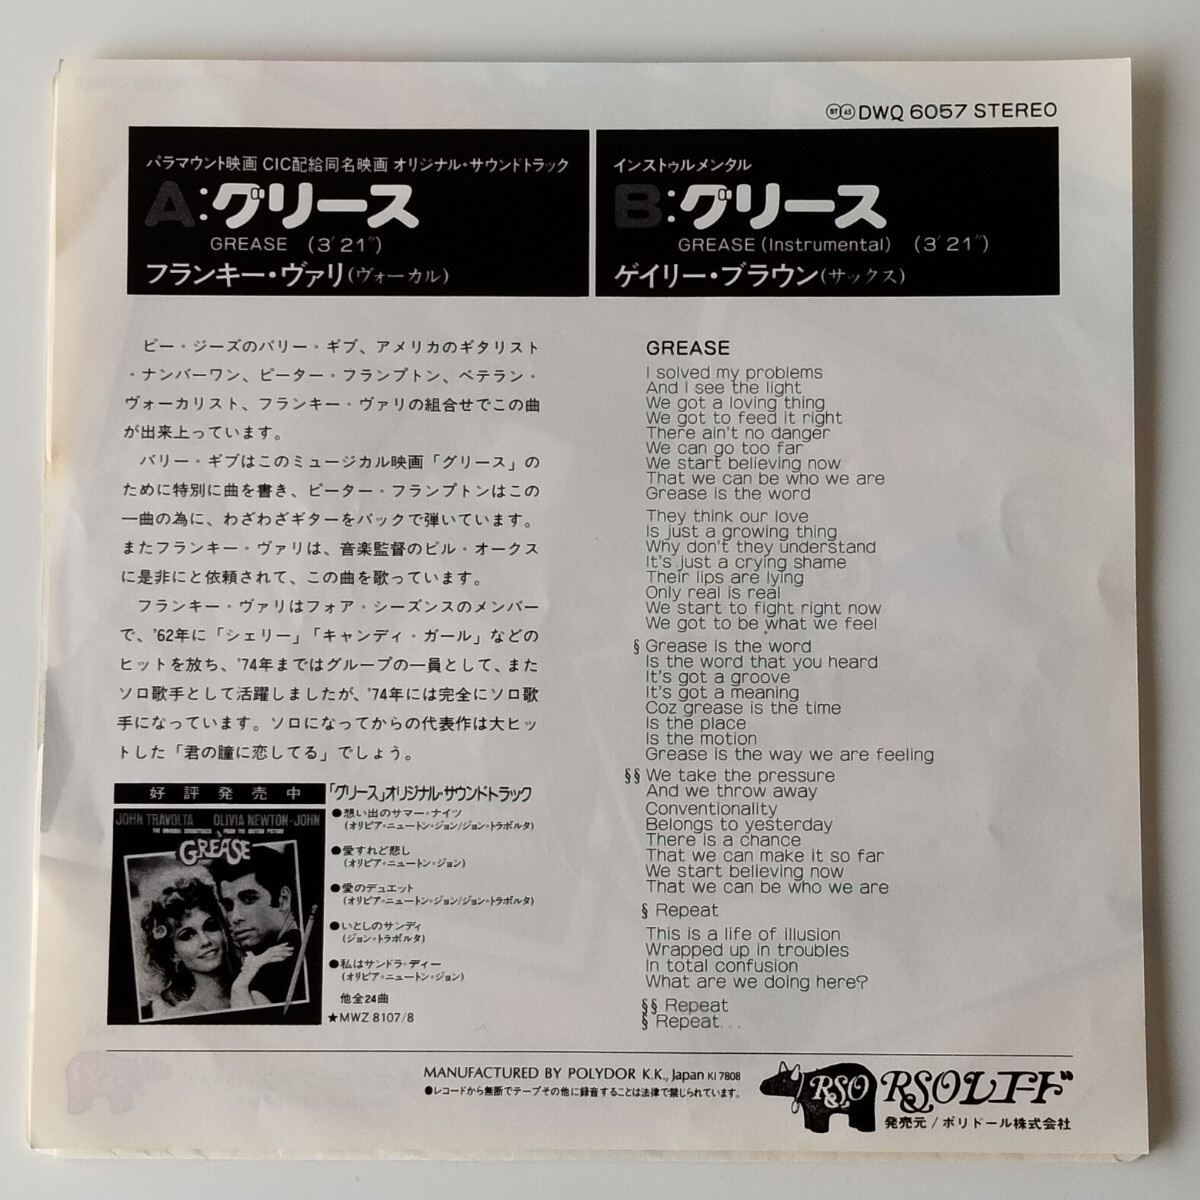 DWQ 6057 STEREO
パラマウント映画 CIC配給同名映画 オリジナル・サウンドトラック
A:グリース
GREASE (3′21″)
フランキー・ヴァリ(ヴォーカル)
インストゥルメンタル
B:グリース
GREASE (Instrumental) (3′21″)
ゲイリー・ブラウン(サックス)
ビー・ジーズのバリー・ギブ、アメリカのギタリスト
・ナンバーワン、ピーター・フランプトン、ベテラン・
ヴォーカリスト、フランキー・ヴァリの組合せでこの曲
が出来上っています。
バリー・ギブはこのミュージカル映画「グリース」の
ために特別に曲を書き、ピーター・フランプトンはこの
一曲の為に、わざわざギターをバックで弾いています。
またフランキー・ヴァリは、音楽監督のビル・オークス
に是非にと依頼されて、この曲を歌っています。
フランキー・ヴァリはフォア・シーズンスのメンバー
で、'62年に「シェリー」「キャンディ・ガール」などの
ヒットを放ち、'74年まではグループの一員として、また
ソロ歌手として活躍しましたが、'74年には完全にソロ歌
手になっています。ソロになってからの代表作は大ヒッ
トした「君の瞳に恋してる」でしょう。
好評発売中
JOHN TRAVOLTA OLIVIA NEWTON-JOHN
THE ORIGINAL SOUNDTRACK FROM THE MOTION PICTURE
GREASE
「グリース」オリジナル・サウンドトラック
●想い出のサマー・ナイツ
(オリビア・ニュートン・ジョン/ジョン・トラボルタ)
●愛すれど悲し
(オリビア・ニュートン・ジョン)
●愛のデュエット
(オリビア・ニュートン・ジョン/ジョン・トラボルタ)
●いとしのサンディ
(ジョン・トラボルタ)
●私はサンドラ・ディー
(オリビア・ニュートン・ジョン)
他全24曲
★MWZ 8107/8
GREASE
I solved my problems
And I see the light
We got a loving thing
We got to feed it right
There ain't no danger
We can go too far
We start believing now
That we can be who we are
Grease is the word
They think our love
Is just a growing thing
Why don't they understand
It's just a crying shame
Their lips are lying
Only real is real
We start to fight right now
We got to be what we feel
§ Grease is the word
Is the word that you heard
It's got a groove
It's got a meaning
Coz grease is the time
Is the place
Is the motion
Grease is the way we are feeling
§§ We take the pressure
And we throw away
Conventionality
Belongs to yesterday
There is a chance
That we can make it so far
We start believing now
That we can be who we are
§ Repeat
This is a life of illusion
Wrapped up in troubles
In total confusion
What are we doing here?
§§ Repeat
§ Repeat...
MANUFACTURED BY POLYDOR K.K., Japan KI 7808
●レコードから無断でテープその他に録音することは法律で禁じられています。
RSO
RSOレコード
発売元/ポリドール株式会社